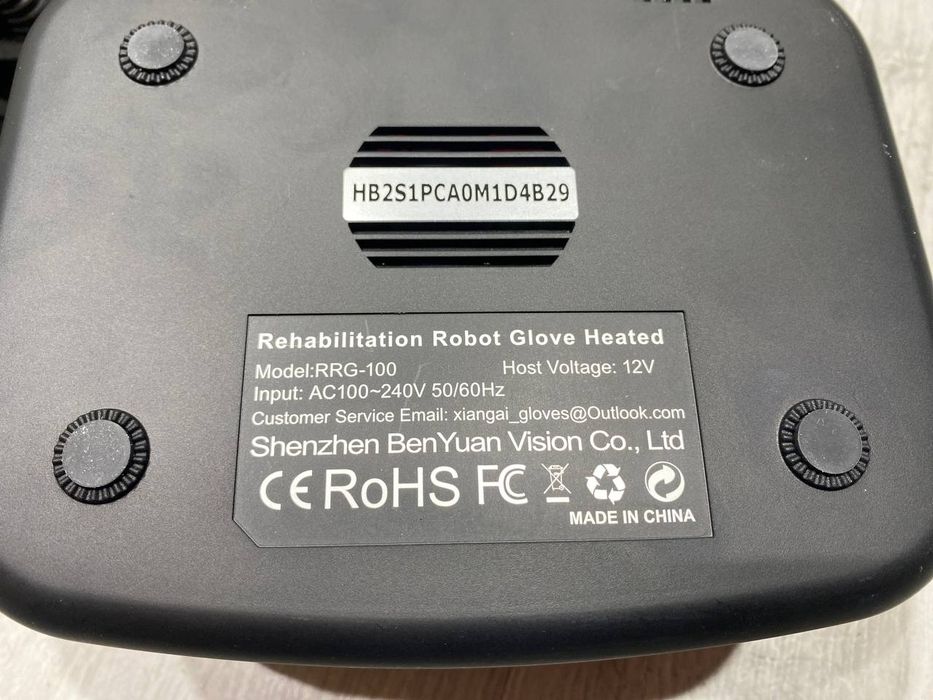 HB2S1PCA0M1D4B29
Rehabilitation Robot Glove Heated
Model:RRG-100 Host Voltage: 12V
Input: AC100~240V 50/60Hz
Customer Service Email: xiangai_gloves@Outlook.com
Shenzhen BenYuan Vision Co., Ltd
CE RoHS FC
MADE IN CHINA